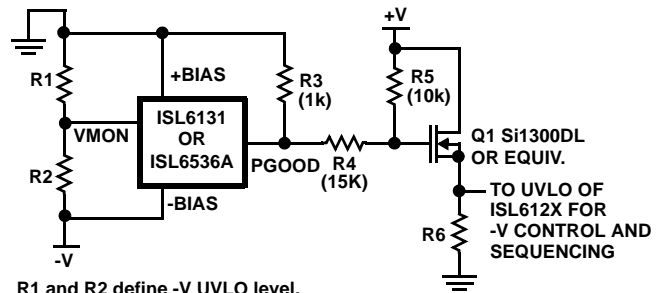 +V
R1
+BIAS
R3
(1k)
R5
(10k)
ISL6131
OR
ISL6536A
VMON
PGOOD
R4
(15K)
Q1 Si1300DL
OR EQUIV.
R2
-BIAS
-V
R6
TO UVLO OF
ISL612X FOR
-V CONTROL AND
SEQUENCING
R1 and R2 define -V UVLO level.